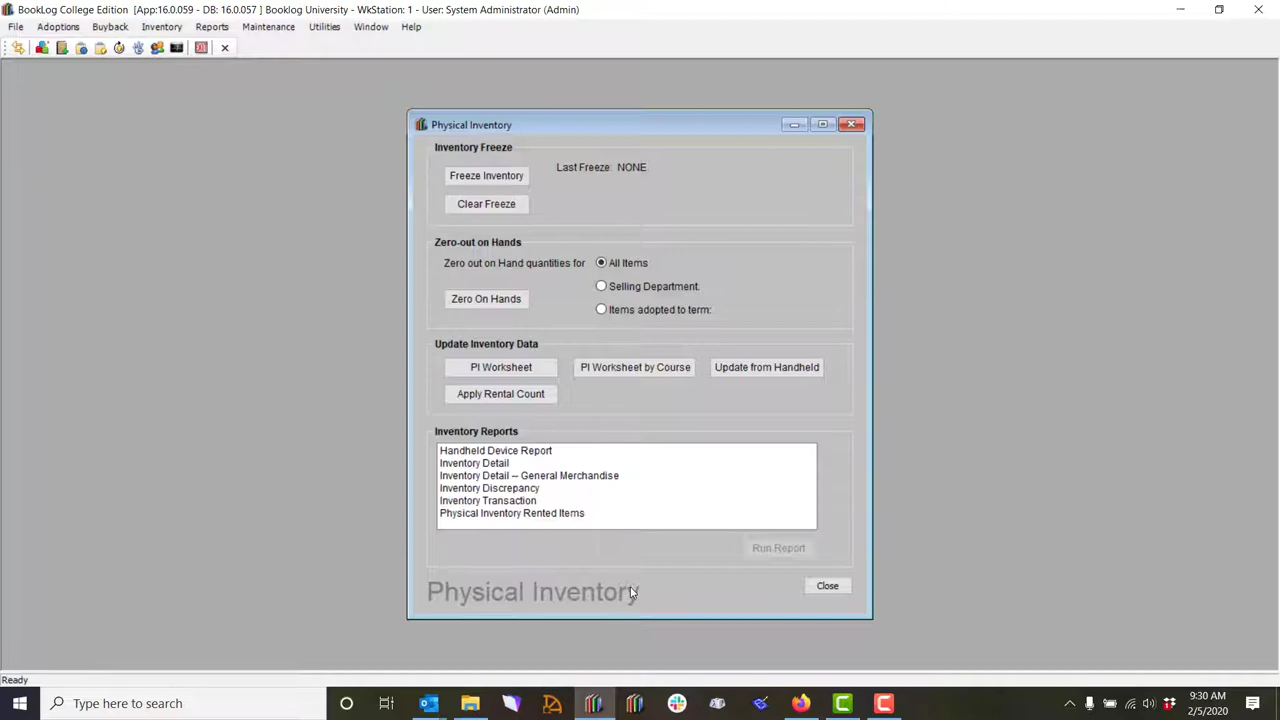 BookLog College Edition [App:16.0.059 - DB: 16.0.057 ] Booklog University - WkStation: 1 - User: System Administrator (Admin)
File Adoptions Buyback Inventory Reports Maintenance Utilities Window Help
Physical Inventory
Inventory Freeze
Freeze Inventory Last Freeze: NONE
Clear Freeze
Zero-out on Hands
Zero out on Hand quantities for All Items
Selling Department.
Zero On Hands
Items adopted to term:
Update Inventory Data
PI Worksheet PI Worksheet by Course Update from Handheld
Apply Rental Count
Inventory Reports
Handheld Device Report
Inventory Detail
Inventory Detail -- General Merchandise
Inventory Discrepancy
Inventory Transaction
Physical Inventory Rented Items
Run Report
Physical Inventory Close
Ready
Type here to search
9:30 AM
2/5/2020